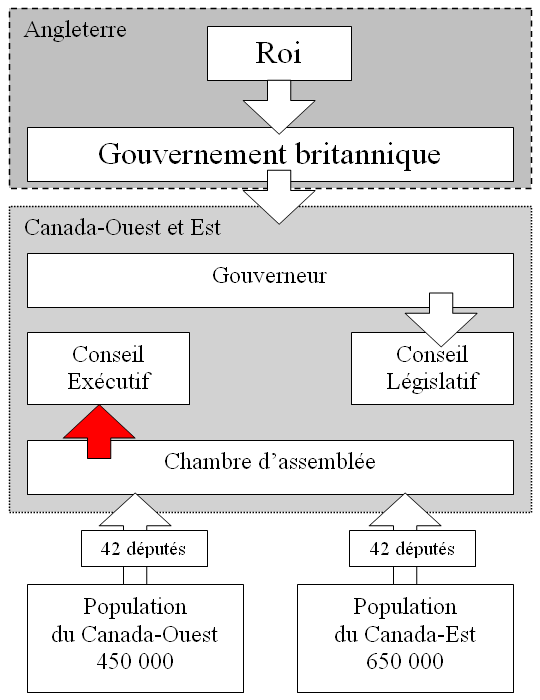 Angleterre
Roi
Gouvernement britannique
Canada-Ouest et Est
Gouverneur
Conseil
Exécutif
Conseil
Législatif
Chambre d'assemblée
42 députés
42 députés
Population
du Canada-Ouest
450 000
Population
du Canada-Est
650 000